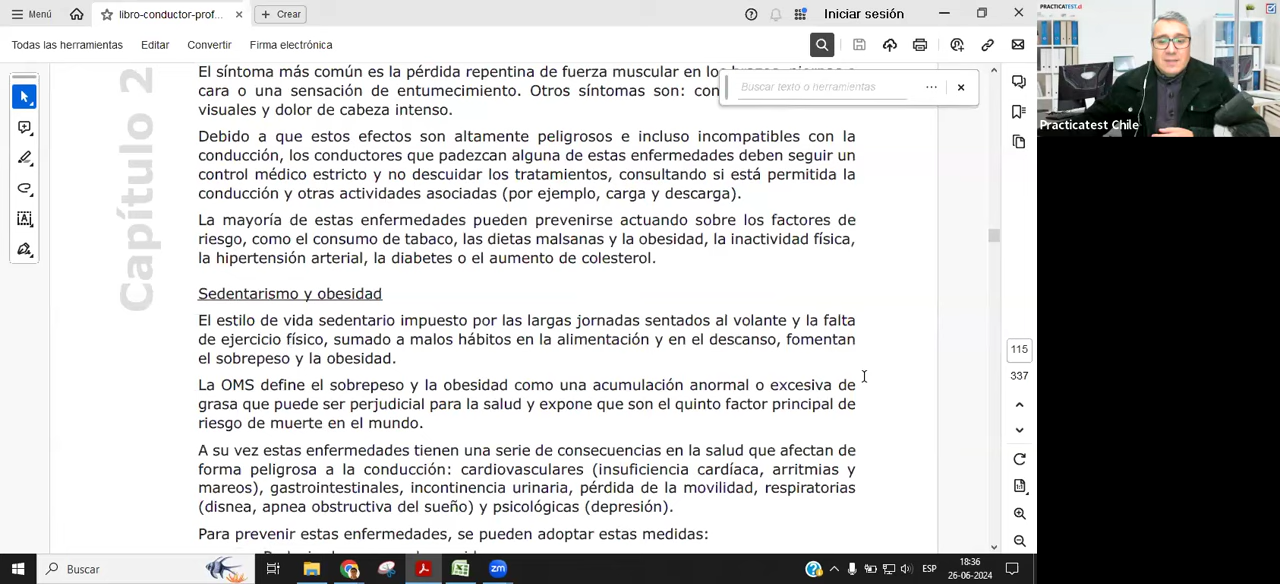 Menú
libro-conductor-prof...
Crear
Iniciar sesión
Todas las herramientas
Editar
Convertir
Firma electrónica
Buscar texto o herramientas
Capítulo 2
El síntoma más común es la pérdida repentina de fuerza muscular en los
cara o una sensación de entumecimiento. Otros síntomas son:
visuales y dolor de cabeza intenso.
Debido a que estos efectos son altamente peligrosos e incluso incompatibles con la
conducción, los conductores que padezcan alguna de estas enfermedades deben seguir un
control médico estricto y no descuidar los tratamientos, consultando si está permitida la
conducción y otras actividades asociadas (por ejemplo, carga y descarga).
La mayoría de estas enfermedades pueden prevenirse actuando sobre los factores de
riesgo, como el consumo de tabaco, las dietas malsanas y la obesidad, la inactividad física,
la hipertensión arterial, la diabetes o el aumento de colesterol.
Sedentarismo y obesidad
El estilo de vida sedentario impuesto por las largas jornadas sentados al volante y la falta
de ejercicio físico, sumado a malos hábitos en la alimentación y en el descanso, fomentan
el sobrepeso y la obesidad.
La OMS define el sobrepeso y la obesidad como una acumulación anormal o excesiva de
grasa que puede ser perjudicial para la salud y expone que son el quinto factor principal de
riesgo de muerte en el mundo.
A su vez estas enfermedades tienen una serie de consecuencias en la salud que afectan de
forma peligrosa a la conducción: cardiovasculares (insuficiencia cardíaca, arritmias y
mareos), gastrointestinales, incontinencia urinaria, pérdida de la movilidad, respiratorias
(disnea, apnea obstructiva del sueño) y psicológicas (depresión).
Para prevenir estas enfermedades, se pueden adoptar estas medidas:
115
337
PRACTICATEST.cl
Practicatest Chile
Buscar
zm
ESP
18:36
26-06-2024